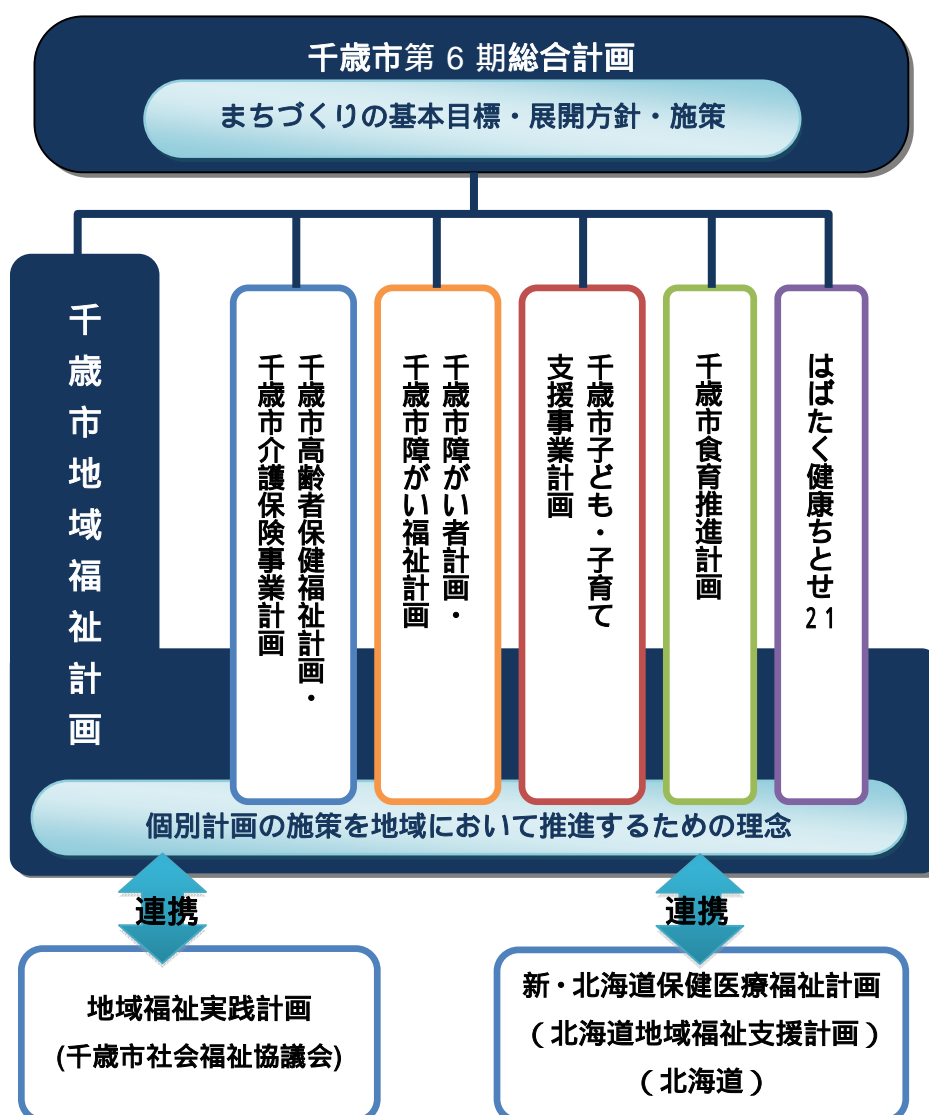 千歳市第 6 期総合計画
まちづくりの基本目標・展開方針・施策
千歳市地域福祉計画
千歳市高齢者保健福祉計画・
千歳市介護保険事業計画
千歳市障がい者計画・
千歳市障がい福祉計画
千歳市子ども・子育て
支援事業計画
千歳市食育推進計画
はばたく健康ちとせ21
個別計画の施策を地域において推進するための理念
連携
連携
地域福祉実践計画
(千歳市社会福祉協議会)
新・北海道保健医療福祉計画
（北海道地域福祉支援計画）
（北海道）